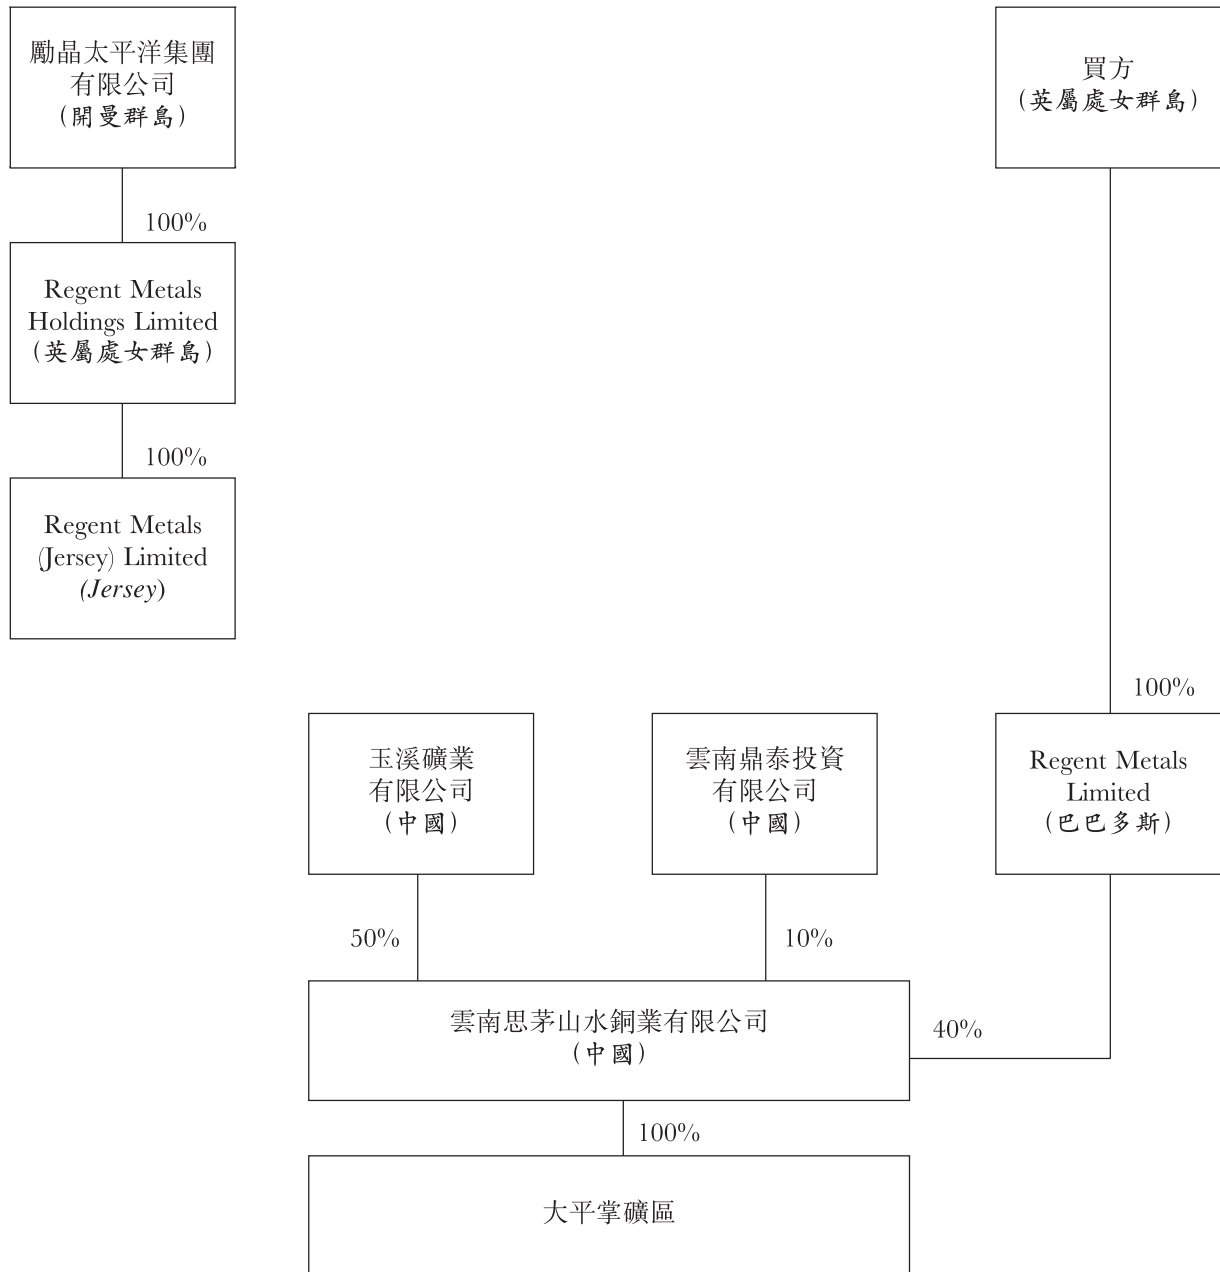 勵晶太平洋集團
有限公司
(開曼群島)
買方
(英屬處女群島)
100%
Regent Metals
Holdings Limited
(英屬處女群島)
100%
Regent Metals
(Jersey) Limited
(Jersey)
100%
玉溪礦業
有限公司
(中國)
雲南鼎泰投資
有限公司
(中國)
Regent Metals
Limited
(巴巴多斯)
50%
10%
雲南思茅山水銅業有限公司
(中國)
40%
100%
大平掌礦區